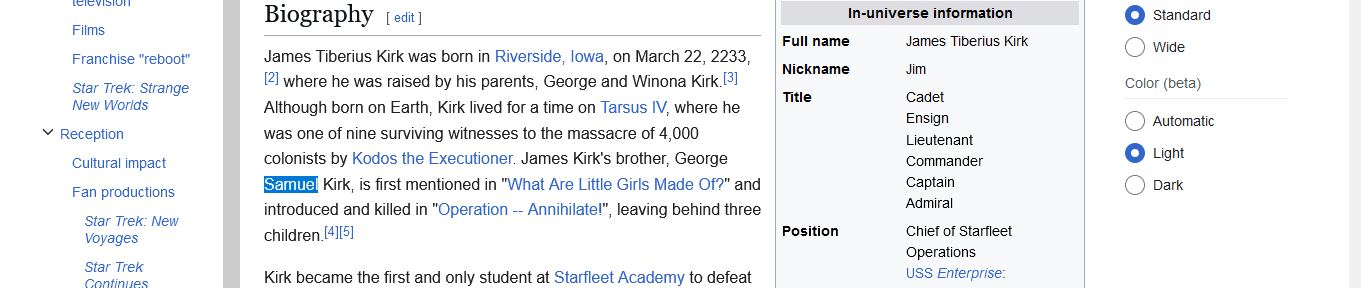 television
Films
Franchise "reboot"
Star Trek: Strange
New Worlds
Reception
Cultural impact
Fan productions
Star Trek: New
Voyages
Star Trek
Continues
Biography [ edit ]
James Tiberius Kirk was born in Riverside, Iowa, on March 22, 2233,
[2] where he was raised by his parents, George and Winona Kirk.[3]
Although born on Earth, Kirk lived for a time on Tarsus IV, where he
was one of nine surviving witnesses to the massacre of 4,000
colonists by Kodos the Executioner. James Kirk's brother, George
Samuel Kirk, is first mentioned in "What Are Little Girls Made Of?" and
introduced and killed in "Operation -- Annihilate!", leaving behind three
children.[4][5]
Kirk became the first and only student at Starfleet Academy to defeat
In-universe information
Full name James Tiberius Kirk
Nickname Jim
Title Cadet
Ensign
Lieutenant
Commander
Captain
Admiral
Position Chief of Starfleet
Operations
USS Enterprise:
Standard
Wide
Color (beta)
Automatic
Light
Dark